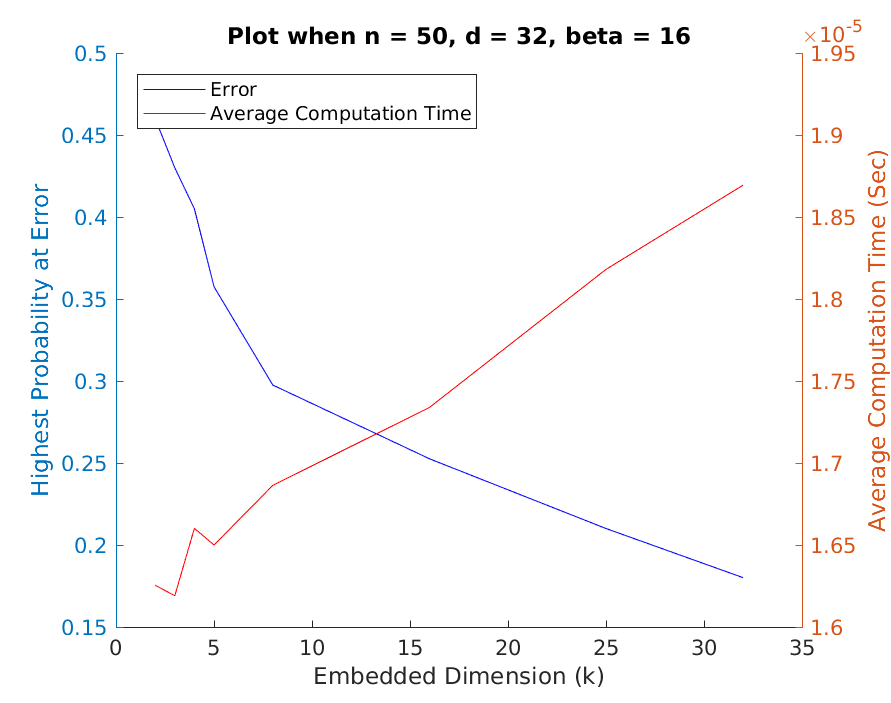 Plot when n = 50, d = 32, beta = 16
×10-5
Error
Average Computation Time
0.5
0.45
0.4
0.35
0.3
0.25
0.2
0.15
Highest Probability at Error
1.95
1.9
1.85
1.8
1.75
1.7
1.65
1.6
Average Computation Time (Sec)
0 5 10 15 20 25 30 35
Embedded Dimension (k)